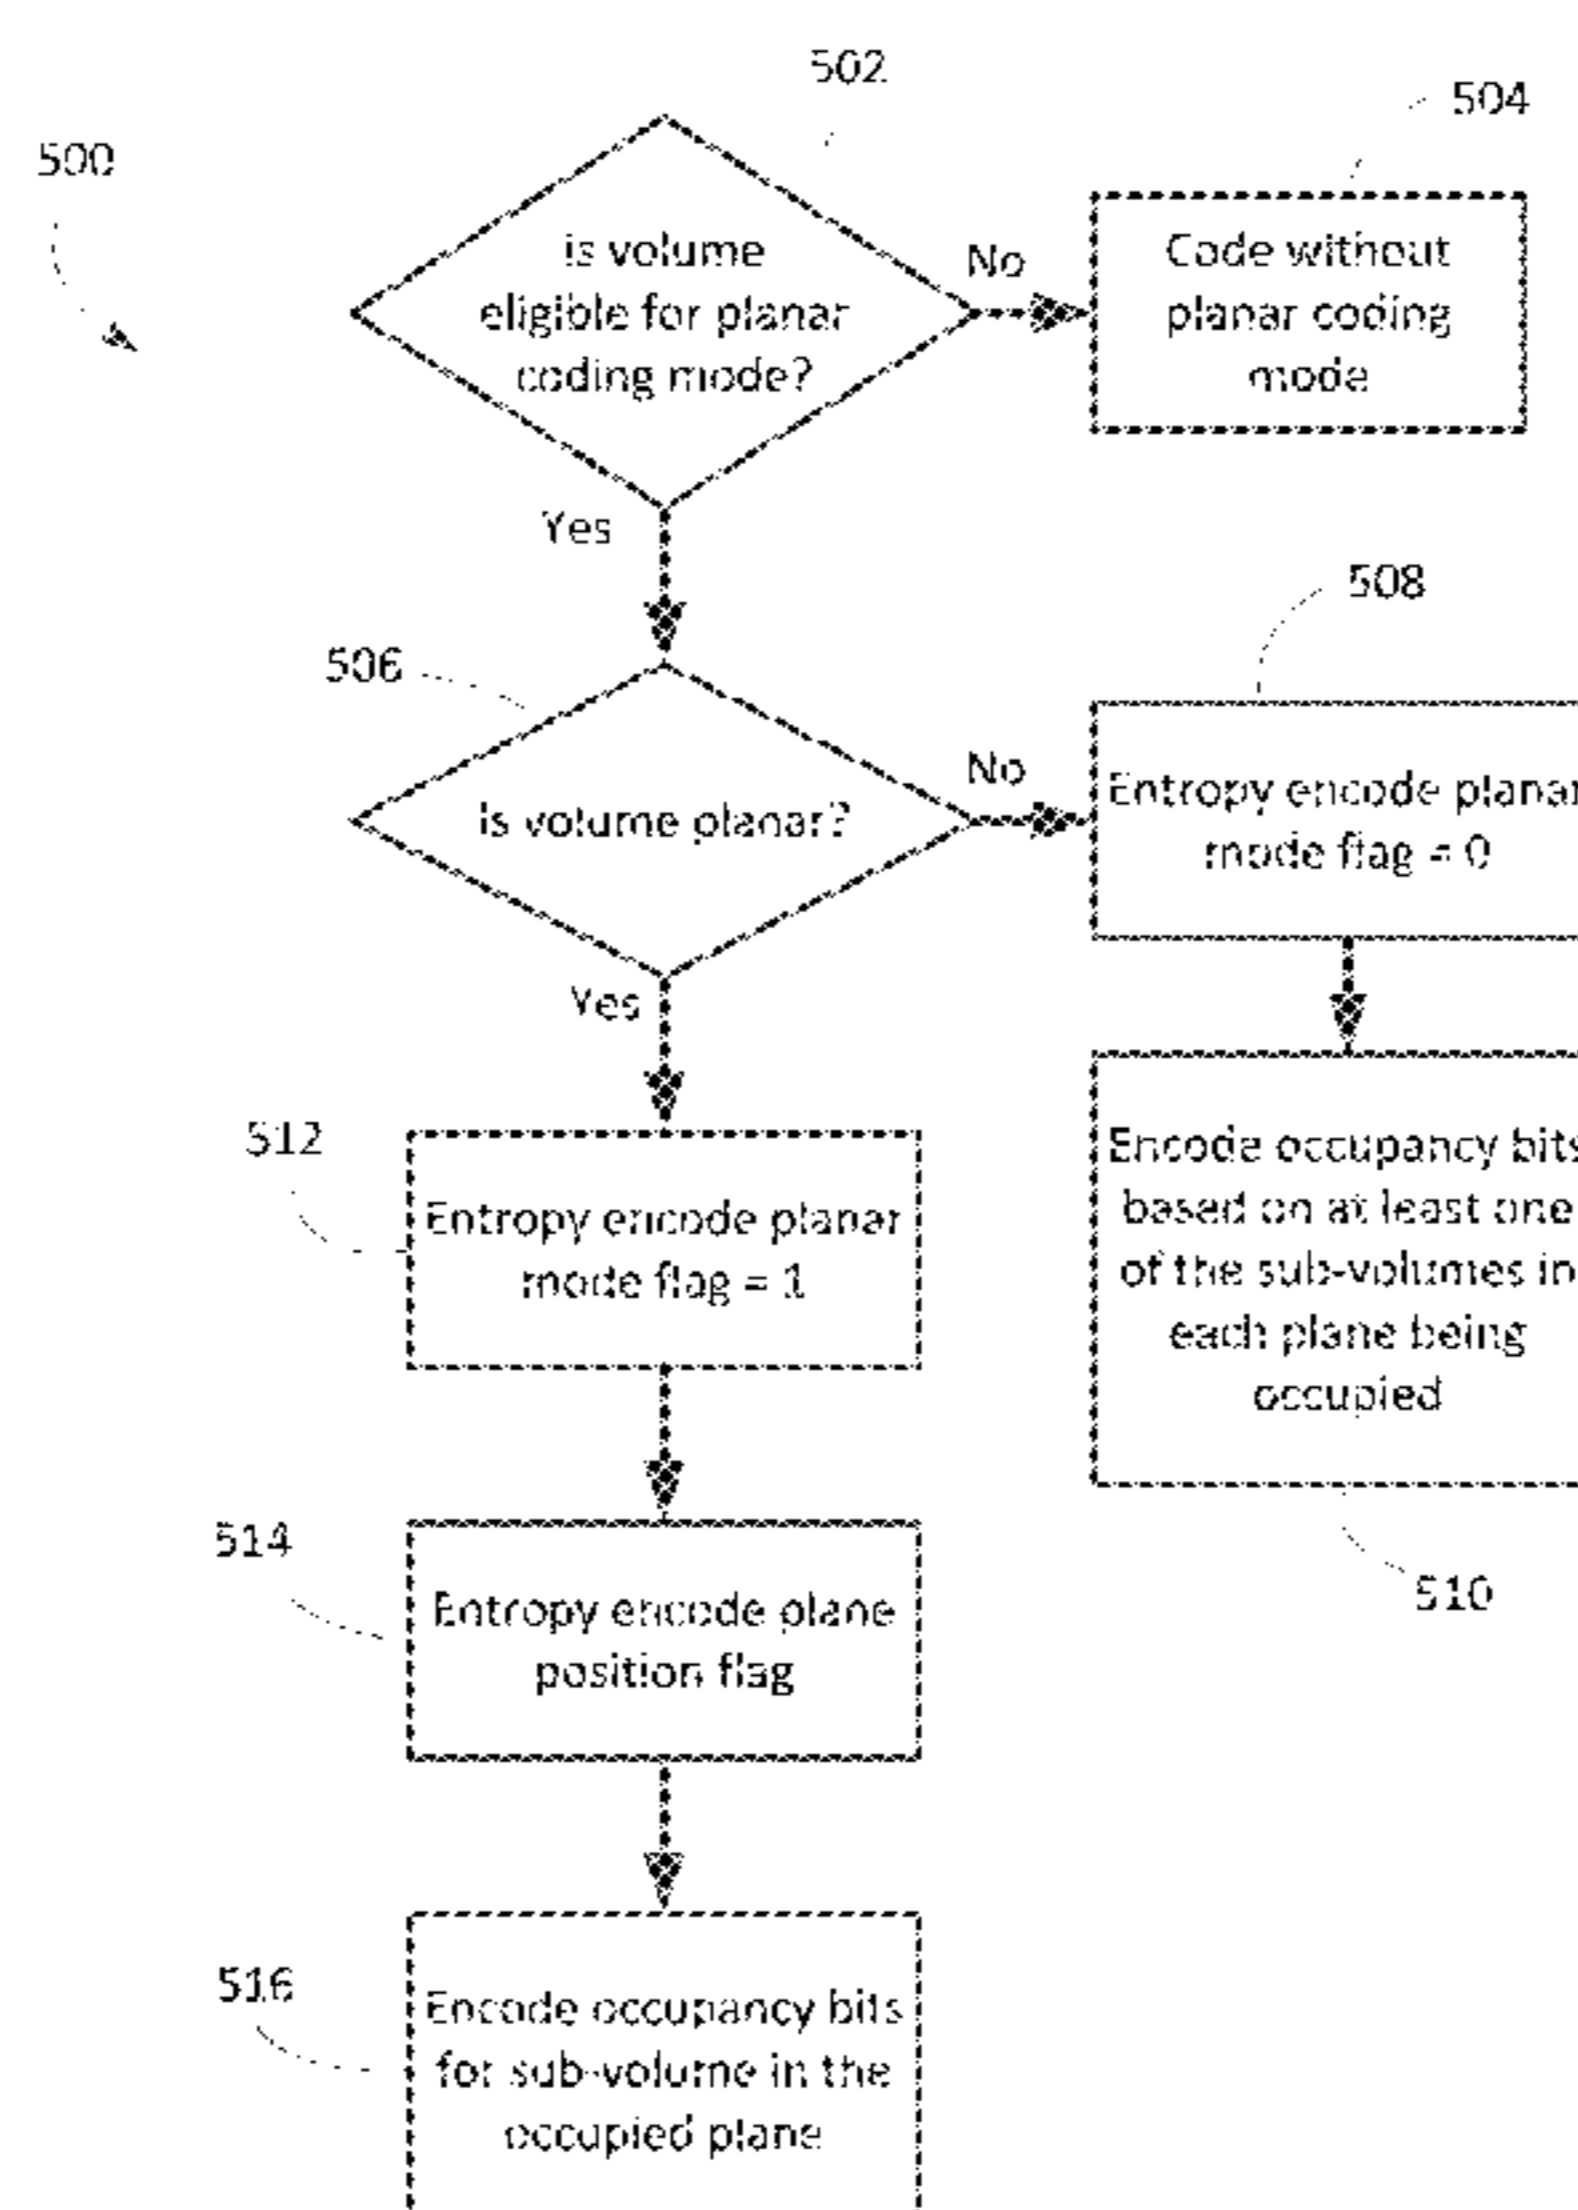 502
504
500
is volume
eligible for planar
coding mode?
No
Code without
planar coding
mode
Yes
508
506
is volume planar?
No
Entropy encode planar
mode flag = 0
Yes
512
Entropy encode planar
mode flag = 1
Encode occupancy bits
based on at least one
of the sub-volumes in
each plane being
occupied
514
Entropy encode plane
position flag
510
516
Encode occupancy bits
for sub-volume in the
occupied plane